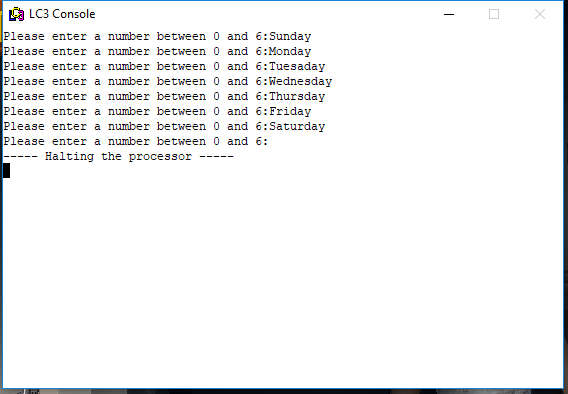 LC3 Console
Please enter a number between 0 and 6:Sunday
Please enter a number between 0 and 6:Monday
Please enter a number between 0 and 6:Tuesaday
Please enter a number between 0 and 6:Wednesday
Please enter a number between 0 and 6:Thursday
Please enter a number between 0 and 6:Friday
Please enter a number between 0 and 6:Saturday
Please enter a number between 0 and 6:
----- Halting the processor -----